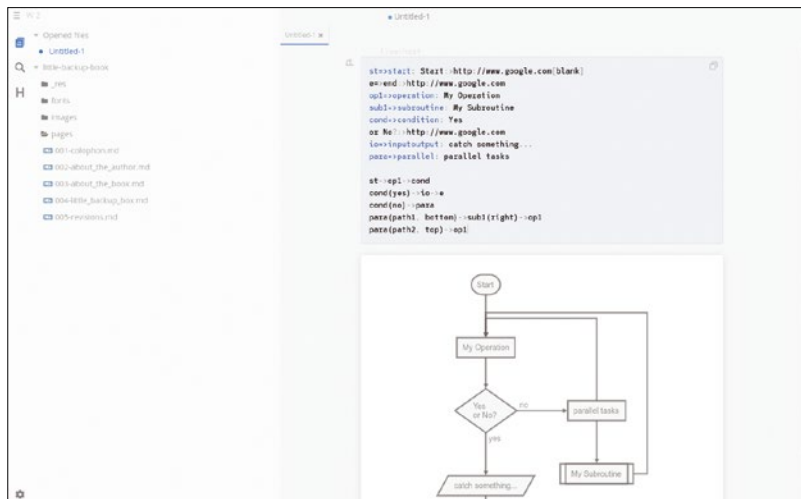 Untitled-1
Opened files
Untitled-1
little-backup-book
_res
fonts
images
pages
001-colophon.md
002-about_the_author.md
003-about_the_book.md
004-little_backup_box.md
005-revisions.md
Untitled-1
st=>start: Start:>http://www.google.com[blank]
e=>end:>http://www.google.com
op1=>operation: My Operation
sub1=>subroutine: My Subroutine
cond=>condition: Yes
or No?:>http://www.google.com
io=>inputoutput: catch something...
para=>parallel: parallel tasks
st->op1->cond
cond(yes)->io->e
cond(no)->para
para(path1, bottom)->sub1(right)->op1
para(path2, top)->op1
Start
My Operation
Yes
or No?
no
parallel tasks
yes
My Subroutine
catch something...